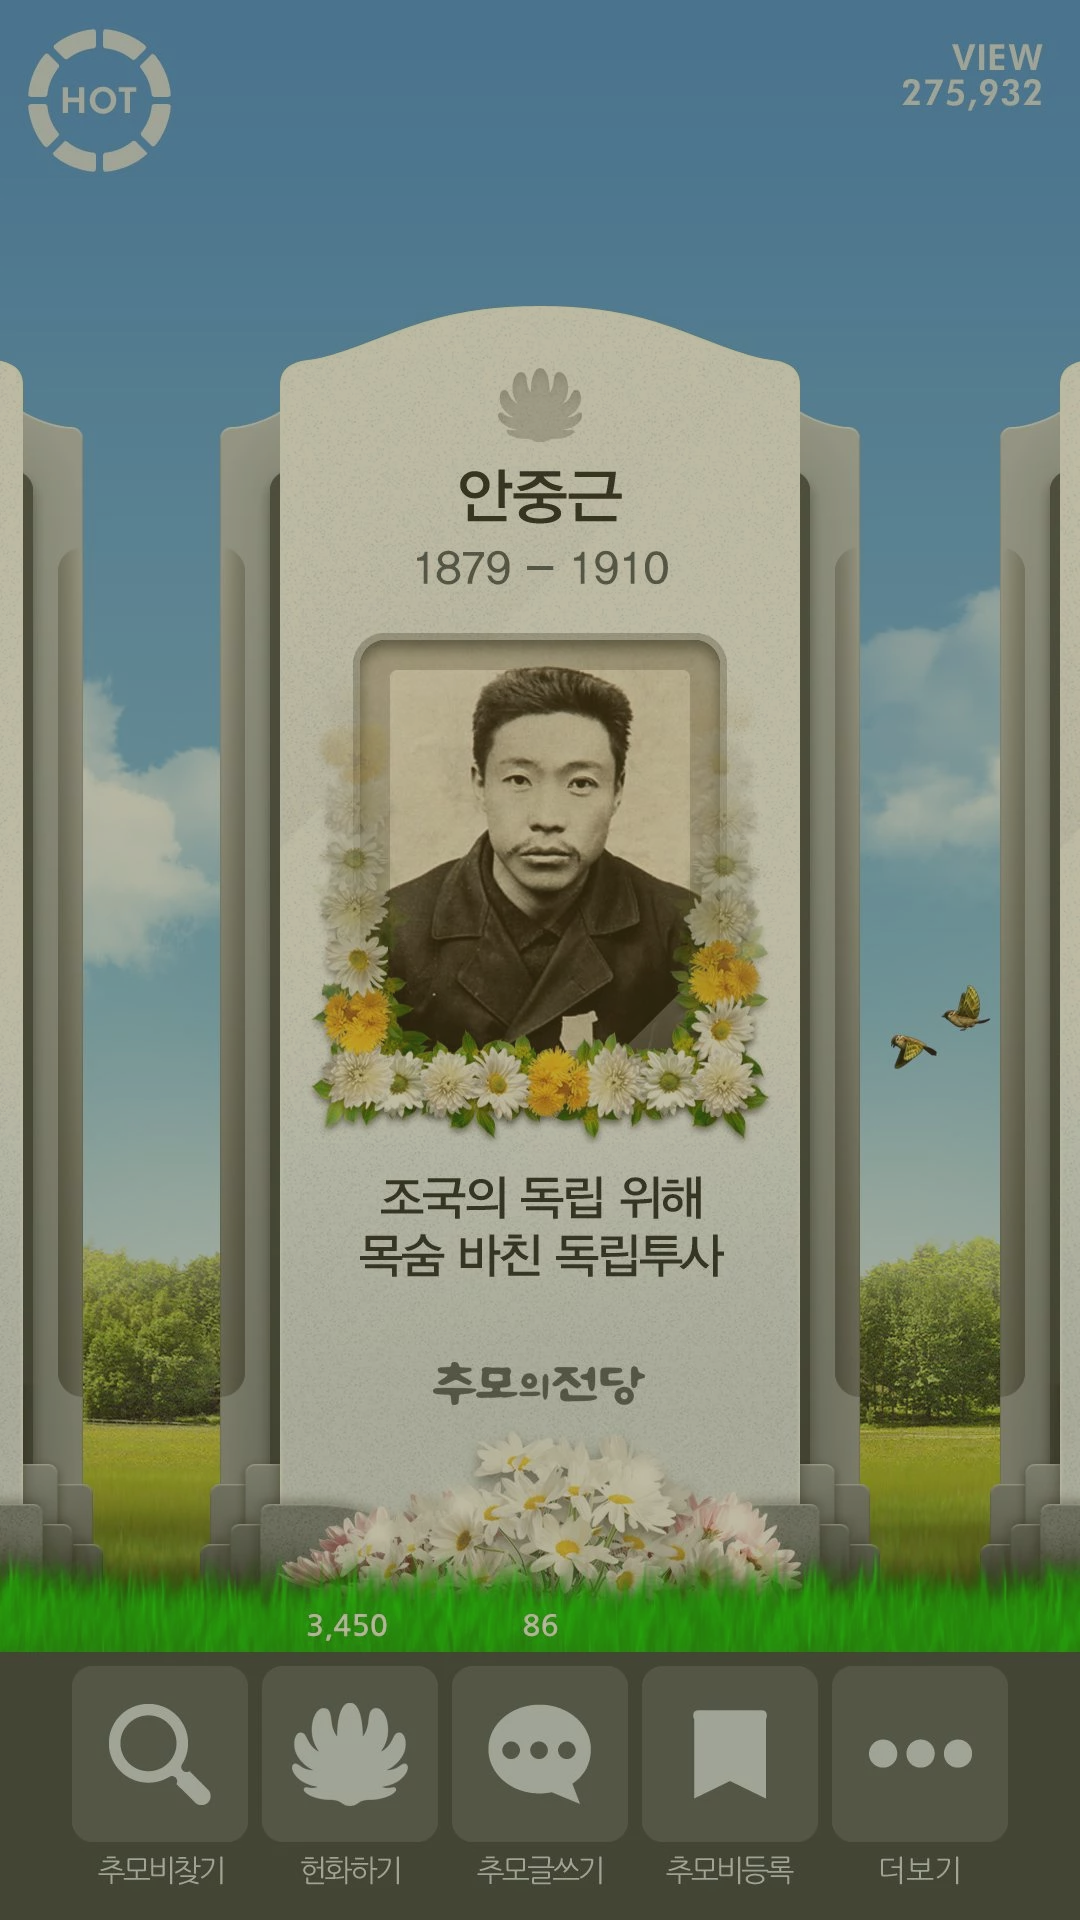 HOT
VIEW
275,932
안중근
1879 – 1910
조국의 독립 위해
목숨 바친 독립투사
추모의전당
3,450
86
추모비찾기
헌화하기
추모글쓰기
추모비등록
더보기